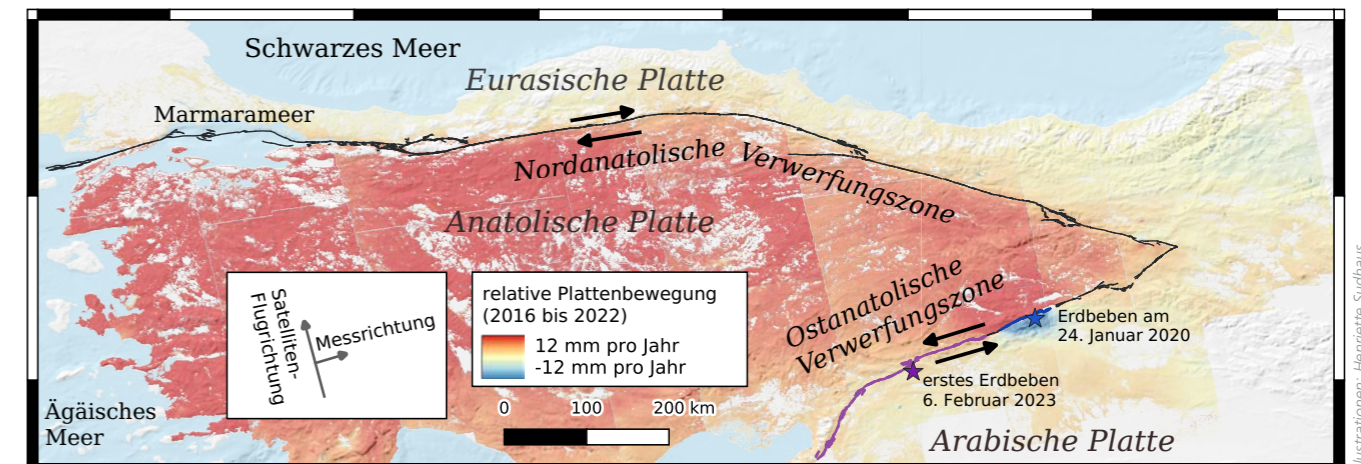 Schwarzes Meer
Eurasische Platte
Marmarameer
Nordanatolische Verwerfungszone
Anatolische Platte
Ostanatolische
Verwerfungszone
Satelliten-
Flugrichtung
Messrichtung
relative Plattenbewegung
(2016 bis 2022)
12 mm pro Jahr
-12 mm pro Jahr
Erdbeben am
24. Januar 2020
erstes Erdbeben
6. Februar 2023
0 100 200 km
Ägäisches
Meer
Arabische Platte
Henriette Sudhaus